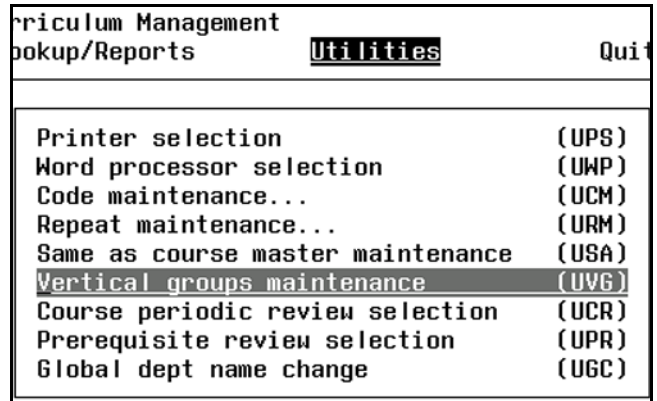 rriculum Management
ookup/Reports Utilities Quit
Printer selection (UPS)
Word processor selection (UWP)
Code maintenance... (UCM)
Repeat maintenance... (URM)
Same as course master maintenance (USA)
Vertical groups maintenance (UVG)
Course periodic review selection (UCR)
Prerequisite review selection (UPR)
Global dept name change (UGC)